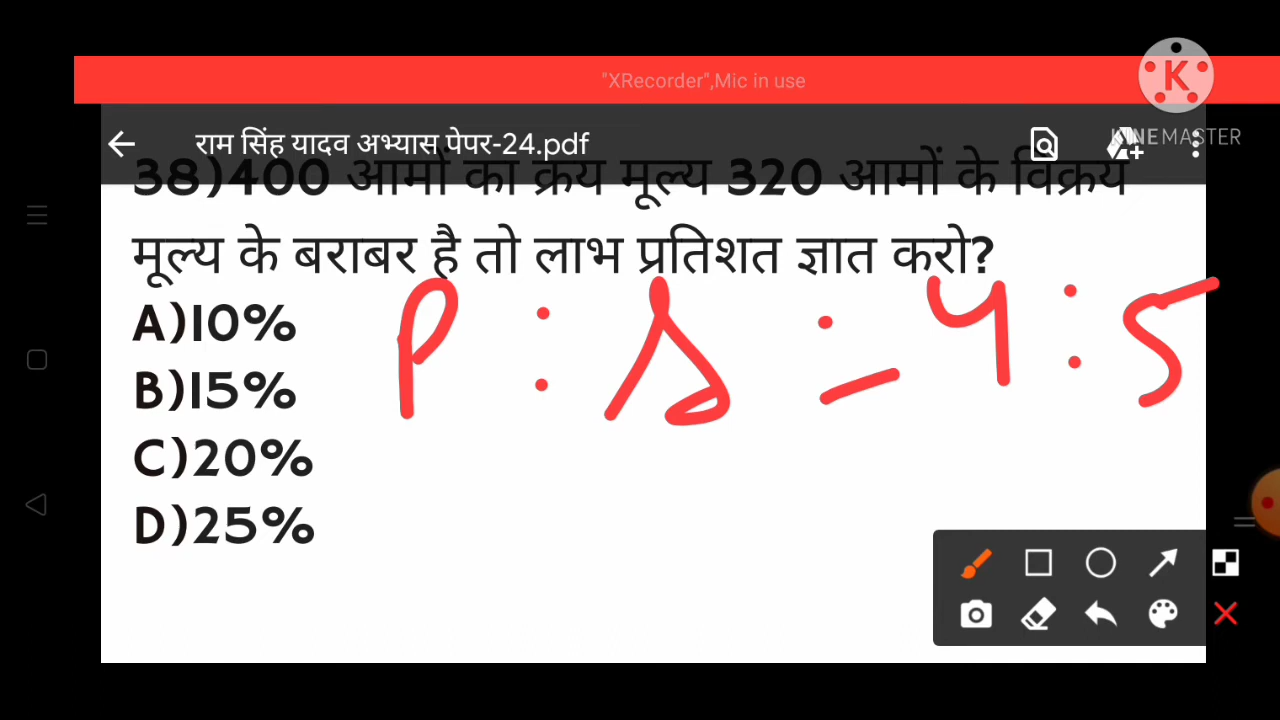 "XRecorder",Mic in use
K
KINEMASTER
राम सिंह यादव अभ्यास पेपर-24.pdf
38)400 आमों का क्रय मूल्य 320 आमों के विक्रय
मूल्य के बराबर है तो लाभ प्रतिशत ज्ञात करो?
P : S = 4 : 5
A)10%
B)15%
C)20%
D)25%